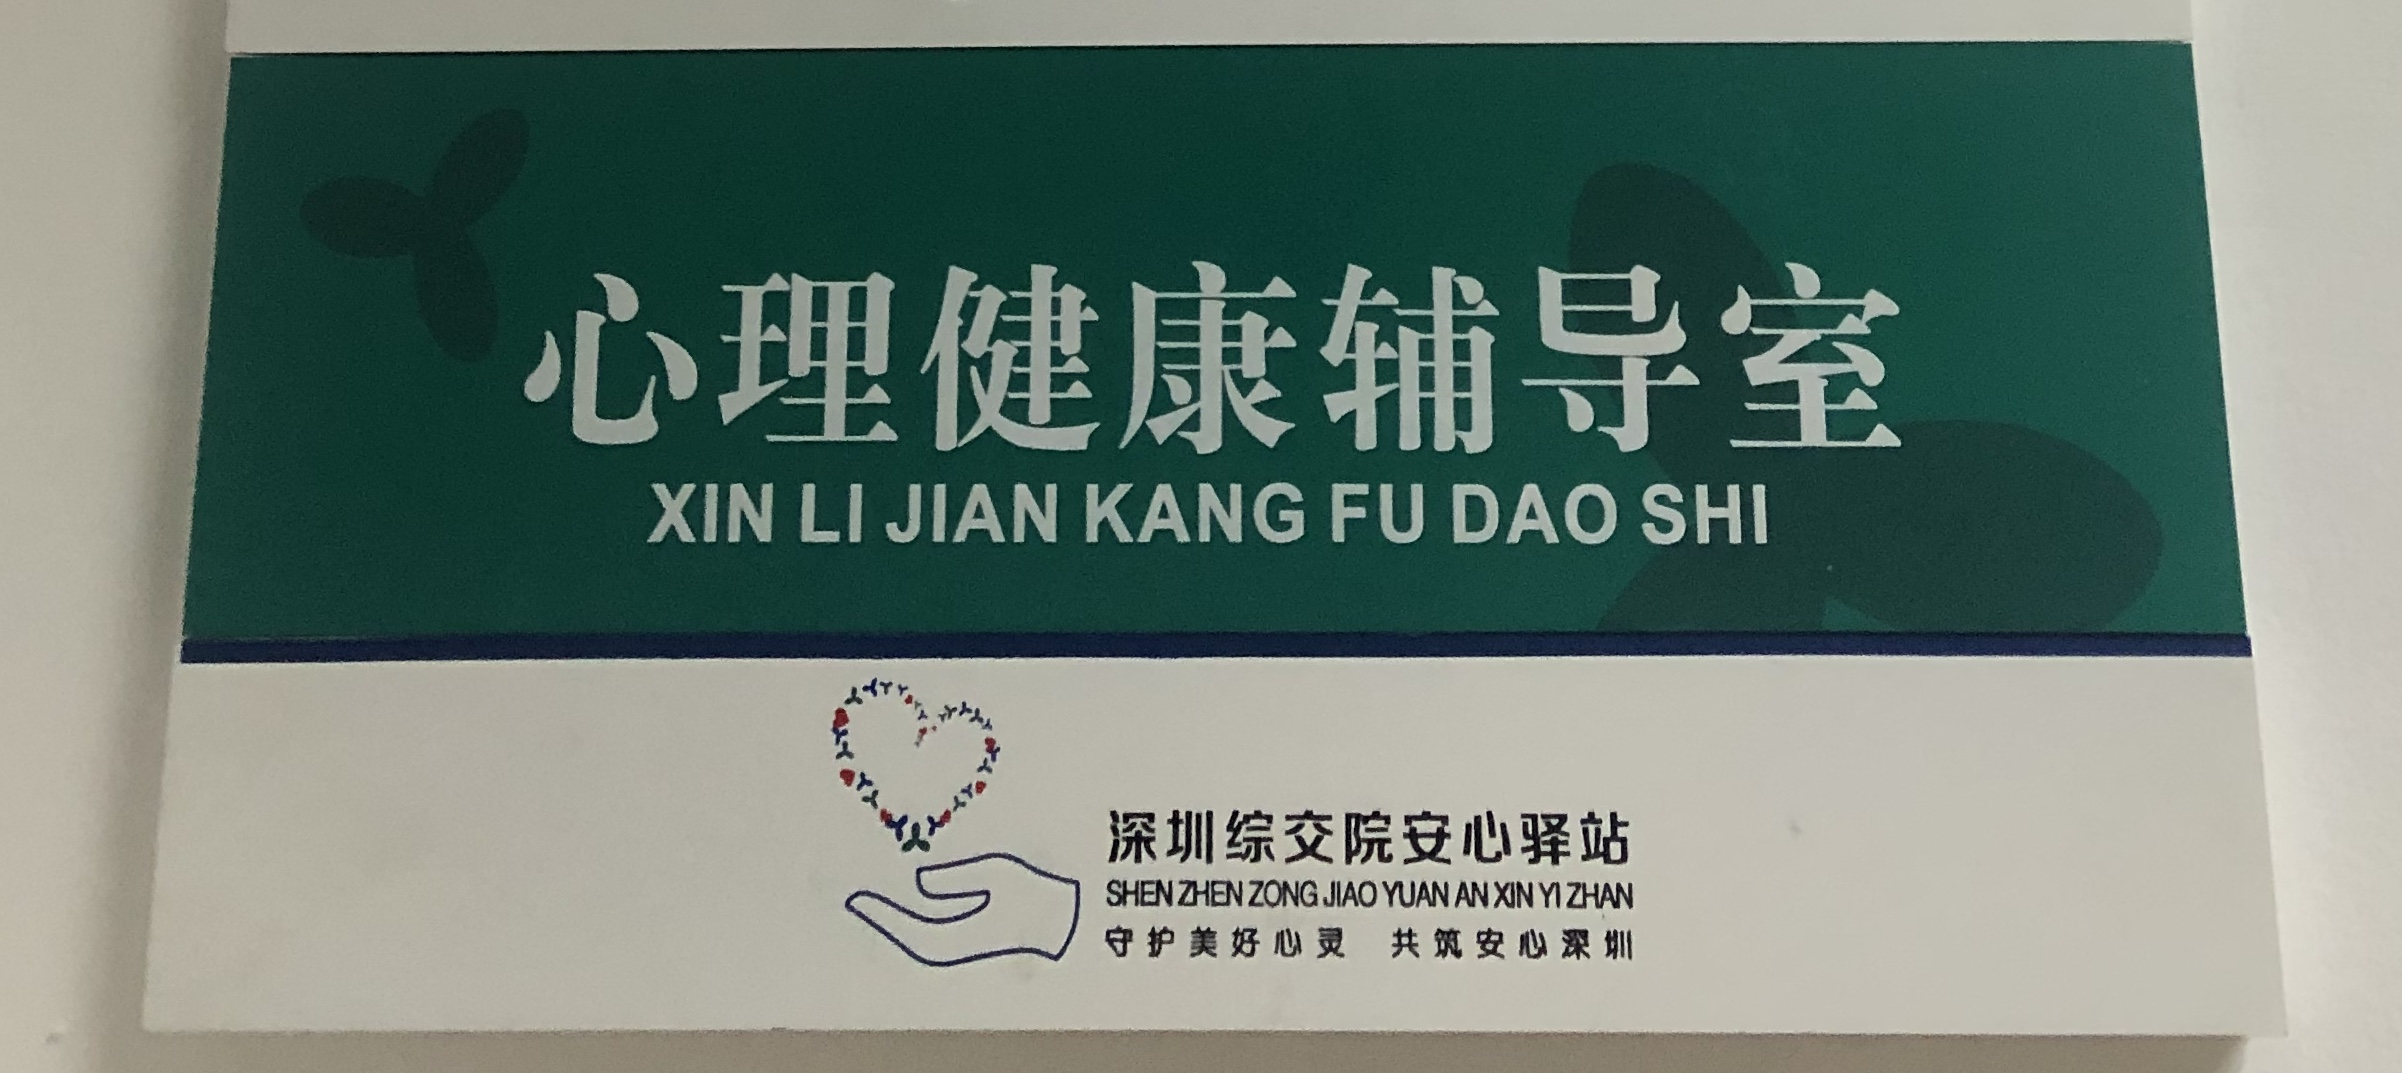 心理健康辅导室
XIN LI JIAN KANG FU DAO SHI
深圳综交院安心驿站
SHEN ZHEN ZONG JIAO YUAN AN XIN YI ZHAN
守护美好心灵 共筑安心深圳